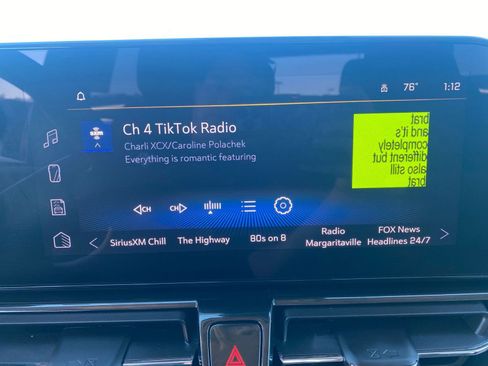 76° 1:12
SXM
Ch 4 TikTok Radio
Charli XCX/Caroline Polachek
Everything is romantic featuring
brat
and it's
completely
different but
also still
brat
CH CH
SiriusXM Chill The Highway 80s on 8 Radio Margaritaville FOX News Headlines 24/7